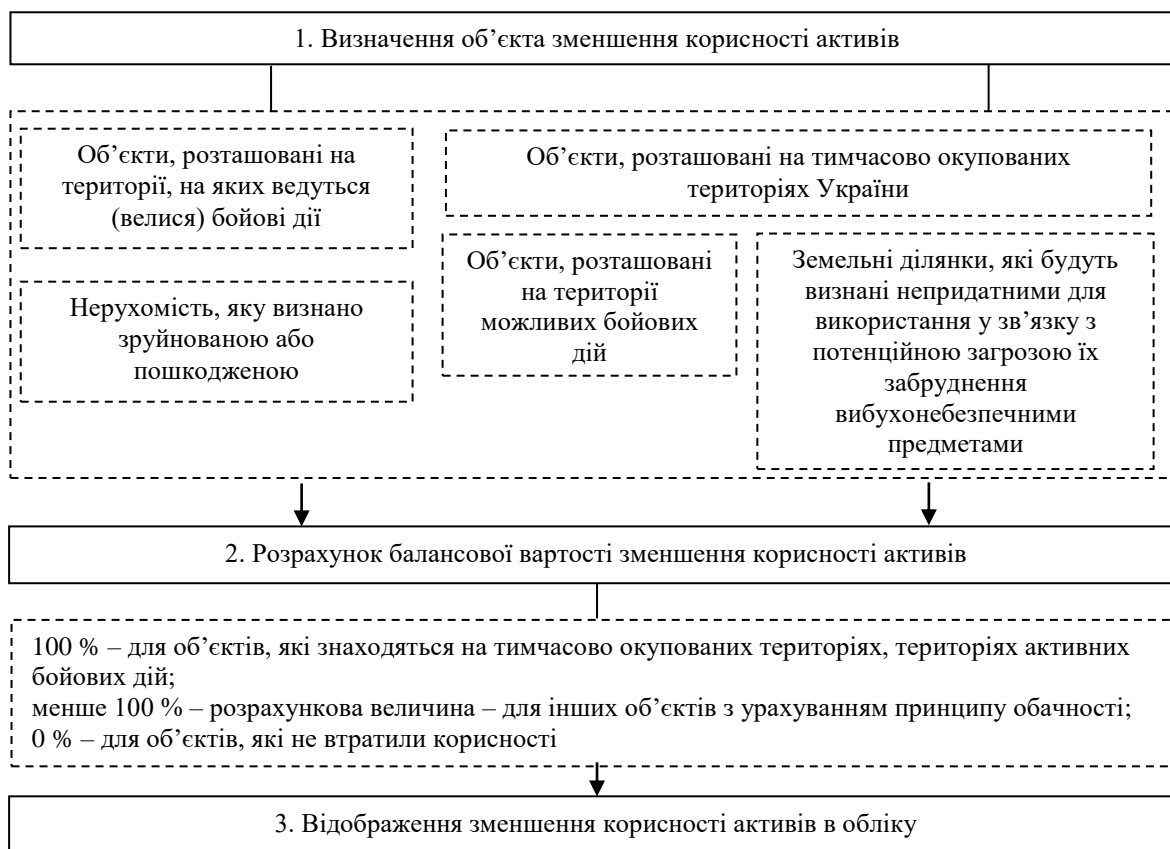 1. Визначення об’єкта зменшення корисності активів
Об’єкти, розташовані на
території, на яких ведуться
(велися) бойові дії
Об’єкти, розташовані на тимчасово окупованих
територіях України
Нерухомість, яку визнано
зруйнованою або
пошкодженою
Об’єкти, розташовані
на території
можливих бойових
дій
Земельні ділянки, які будуть
визнані непридатними для
використання у зв’язку з
потенційною загрозою їх
забруднення
вибухонебезпечними
предметами
2. Розрахунок балансової вартості зменшення корисності активів
100 % – для об’єктів, які знаходяться на тимчасово окупованих територіях, територіях активних
бойових дій;
менше 100 % – розрахункова величина – для інших об’єктів з урахуванням принципу обачності;
0 % – для об’єктів, які не втратили корисності
3. Відображення зменшення корисності активів в обліку